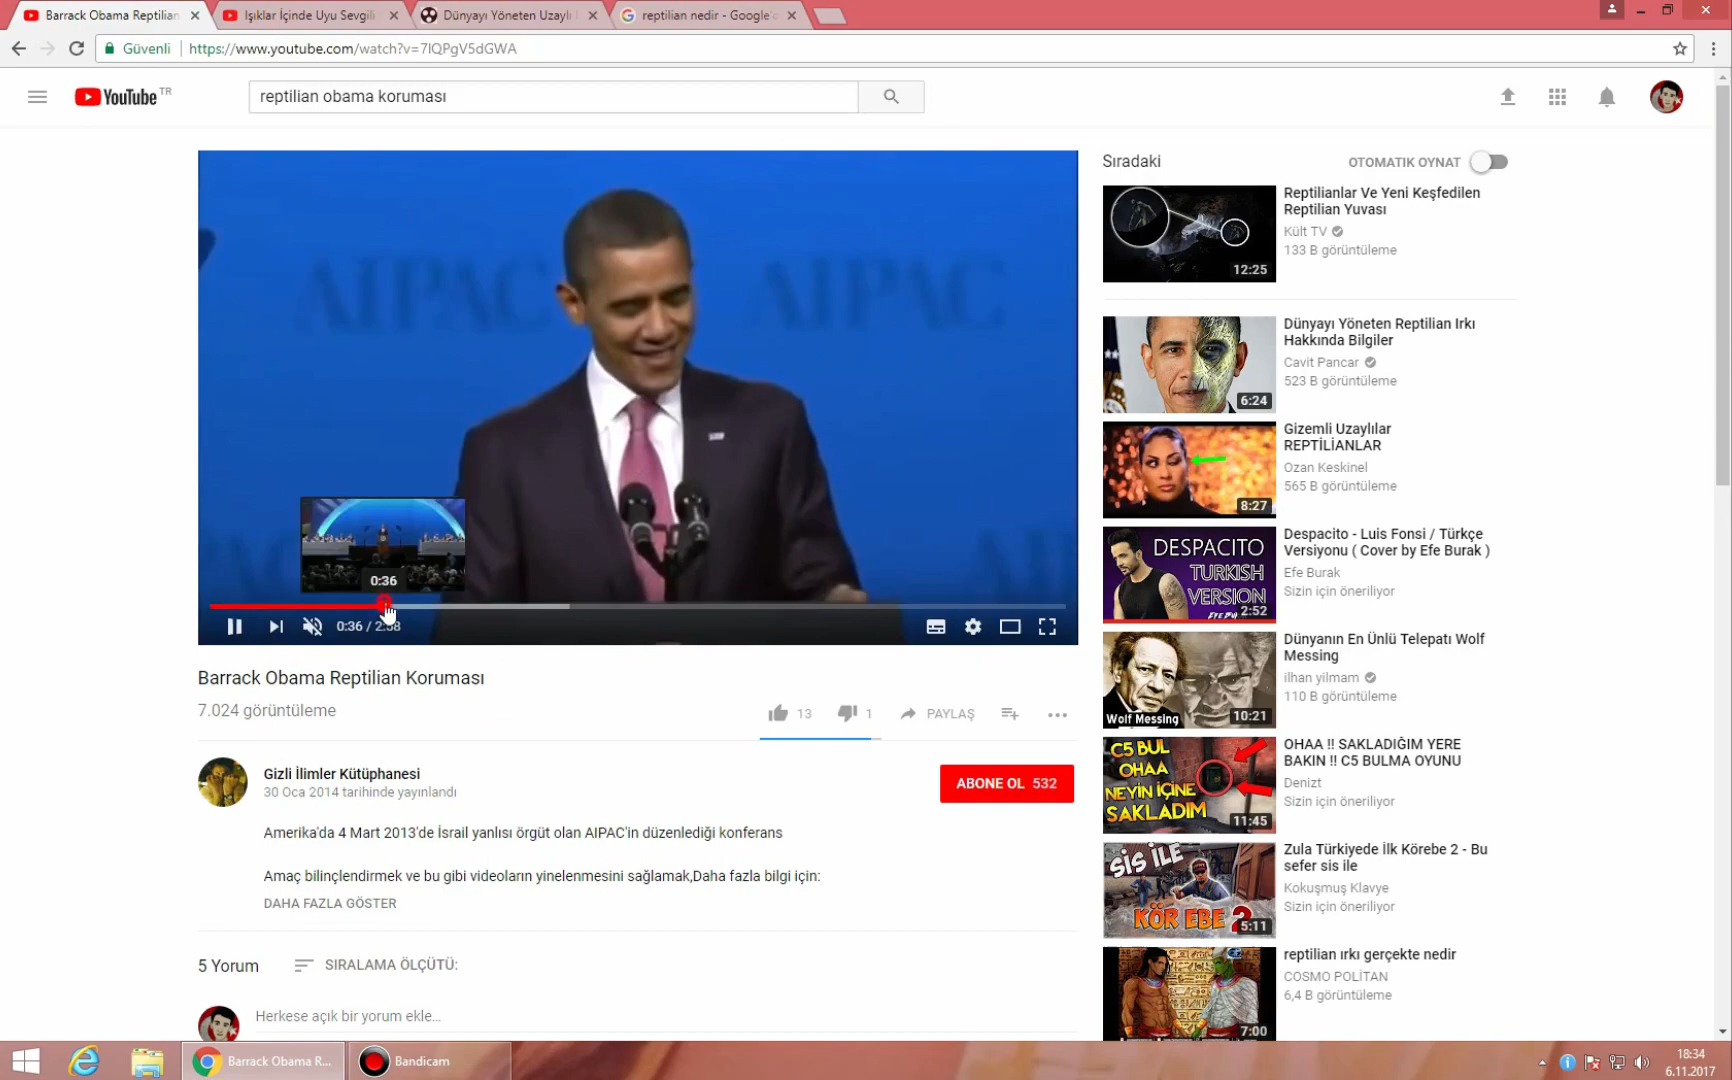 Barrack Obama Reptilian
Işıklar İçinde Uyu Sevgili
Dünyayı Yöneten Uzaylı
reptilian nedir - Google'd
Güvenli
https://www.youtube.com/watch?v=7lQPgV5dGWA
YouTube TR
reptilian obama koruması
AIPAC
AIPAC
0:36
0:36 / 2:58
Barrack Obama Reptilian Koruması
7.024 görüntüleme
13
1
PAYLAŞ
Gizli İlimler Kütüphanesi
30 Oca 2014 tarihinde yayınlandı
ABONE OL 532
Amerika'da 4 Mart 2013'de İsrail yanlısı örgüt olan AIPAC'in düzenlediği konferans
Amaç bilinçlendirmek ve bu gibi videoların yinelenmesini sağlamak,Daha fazla bilgi için:
DAHA FAZLA GÖSTER
5 Yorum
SIRALAMA ÖLÇÜTÜ:
Herkese açık bir yorum ekle...
Sıradaki
OTOMATIK OYNAT
12:25
Reptilianlar Ve Yeni Keşfedilen
Reptilian Yuvası
Kült TV
133 B görüntüleme
6:24
Dünyayı Yöneten Reptilian Irkı
Hakkında Bilgiler
Cavit Pancar
523 B görüntüleme
8:27
Gizemli Uzaylılar
REPTİLİANLAR
Ozan Keskinel
565 B görüntüleme
DESPACITO
TURKISH
VERSION
EFE BURAK
2:52
Despacito - Luis Fonsi / Türkçe
Versiyonu ( Cover by Efe Burak )
Efe Burak
Sizin için öneriliyor
Wolf Messing
10:21
Dünyanın En Ünlü Telepatı Wolf
Messing
ilhan yilmam
110 B görüntüleme
C5 BUL
OHAA
NEYİN İÇİNE
SAKLADIM
11:45
OHAA !! SAKLADIĞIM YERE
BAKIN !! C5 BULMA OYUNU
Denizt
Sizin için öneriliyor
SİS İLE
KÖR EBE 2
5:11
Zula Türkiyede İlk Körebe 2 - Bu
sefer sis ile
Kokuşmuş Klavye
Sizin için öneriliyor
7:00
reptilian ırkı gerçekte nedir
COSMO POLİTAN
6,4 B görüntüleme
Barrack Obama R...
Bandicam
18:34
6.11.2017